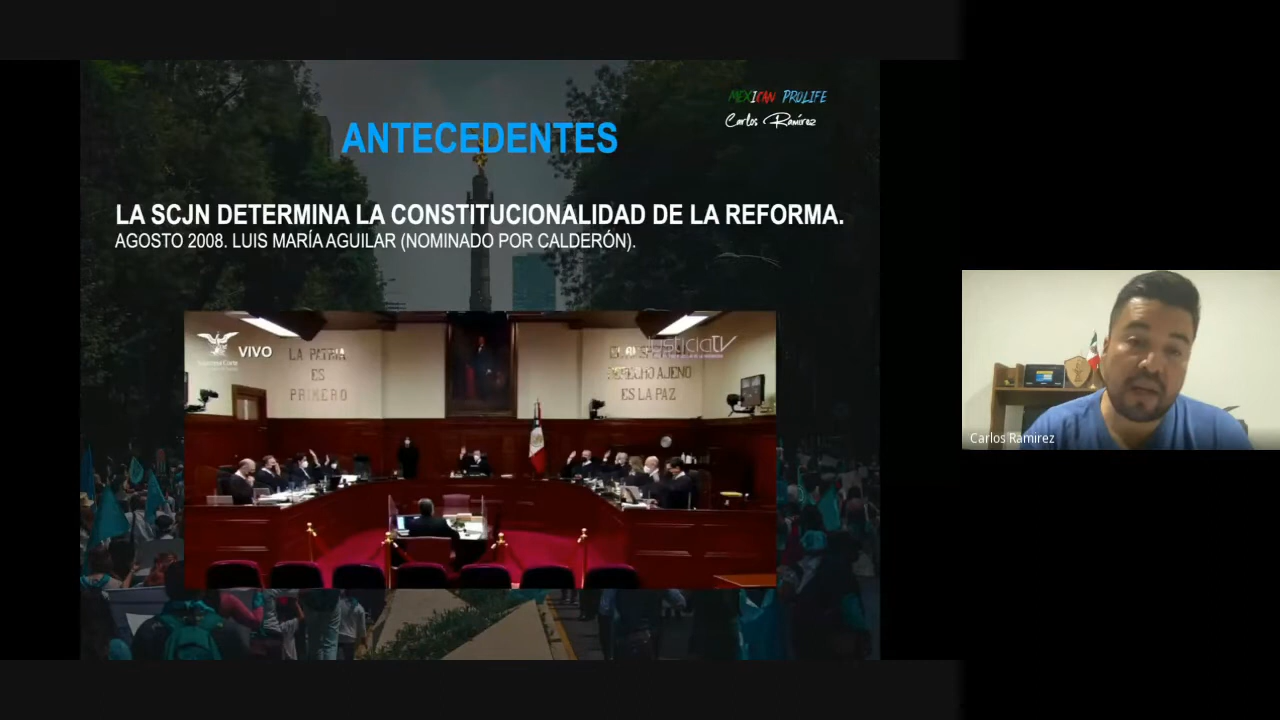 MEXICAN PROLIFE
Carlos Ramírez
ANTECEDENTES
LA SCJN DETERMINA LA CONSTITUCIONALIDAD DE LA REFORMA.
AGOSTO 2008. LUIS MARÍA AGUILAR (NOMINADO POR CALDERÓN).
VIVO
LA PATRIA
ES
PRIMERO
justiciatv
DERECHO AJENO
ES LA PAZ
Carlos Ramirez